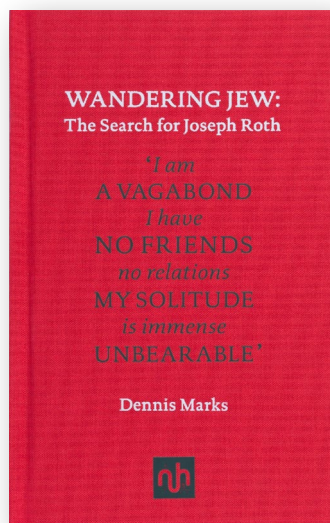 WANDERING JEW:
The Search for Joseph Roth
‘I am
A VAGABOND
I have
NO FRIENDS
no relations
MY SOLITUDE
is immense
UNBEARABLE’
Dennis Marks
nh